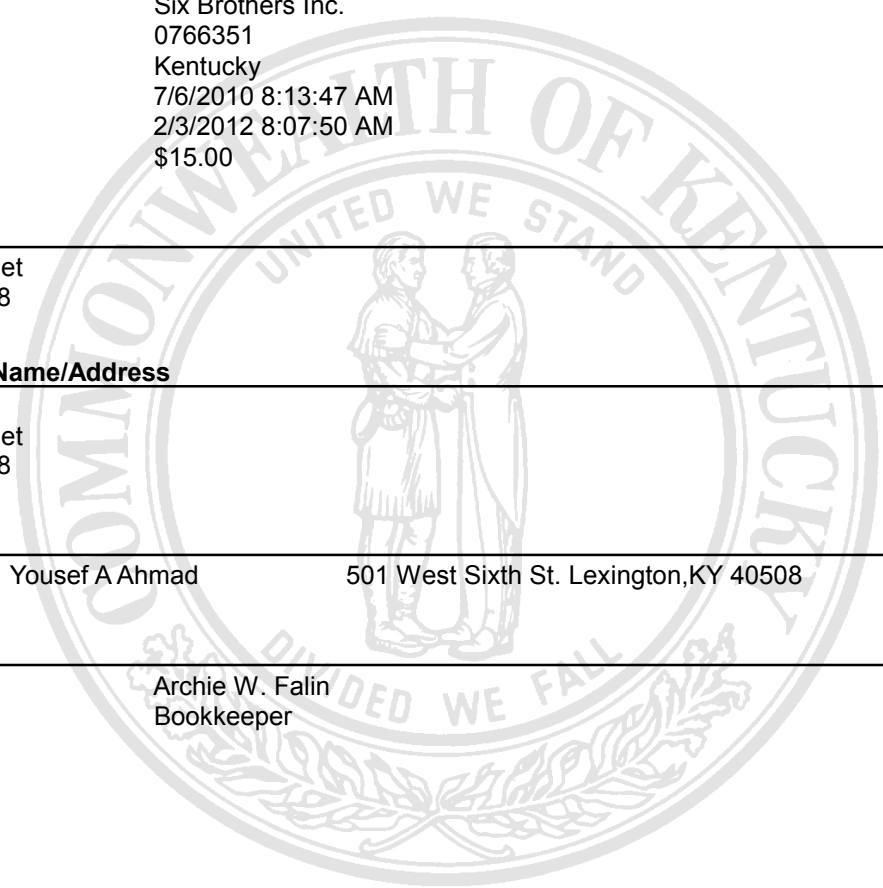 Six Brothers Inc.
0766351
Kentucky
7/6/2010 8:13:47 AM
2/3/2012 8:07:50 AM
$15.00
et
8
Name/Address
et
8
Yousef A Ahmad 501 West Sixth St. Lexington,KY 40508
Archie W. Falin
Bookkeeper
COMMONWEALTH OF KENTUCKY
UNITED WE STAND
DIVIDED WE FALL